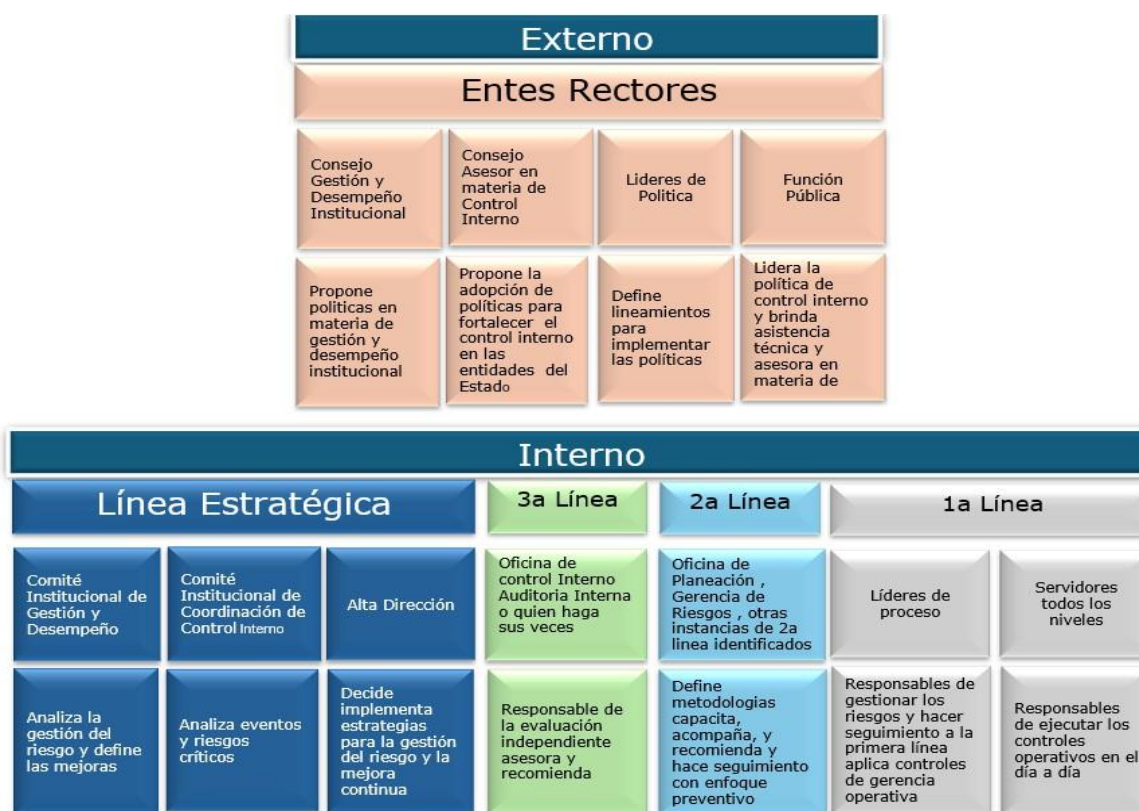 Externo
Entes Rectores
Consejo
Gestión y
Desempeño
Institucional
Consejo
Asesor en
materia de
Control
Interno
Lideres de
Politica
Función
Pública
Propone
politicas en
materia de
gestión y
desempeño
institucional
Propone la
adopción de
políticas para
fortalecer el
control interno
en las
entidades del
Estado
Define
lineamientos
para
implementar
las políticas
Lidera la
política de
control interno
y brinda
asistencia
técnica y
asesora en
materia de
Interno
Línea Estratégica
3a Línea
2a Línea
1a Línea
Comité
Institucional de
Gestión y
Desempeño
Comité
Institucional de
Coordinación de
Control Interno
Alta Dirección
Oficina de
control Interno
Auditoria Interna
o quien haga
sus veces
Oficina de
Planeación ,
Gerencia de
Riesgos , otras
instancias de 2a
linea identificados
Líderes de
proceso
Servidores
todos los
niveles
Analiza la
gestión del
riesgo y define
las mejoras
Analiza eventos
y riesgos
críticos
Decide
implementa
estrategias
para la gestión
del riesgo y la
mejora
continua
Responsable de
la evaluación
independiente
asesora y
recomienda
Define
metodologias
capacita,
acompaña, y
recomienda y
hace seguimiento
con enfoque
preventivo
Responsables de
gestionar los
riesgos y hacer
seguimiento a la
primera línea
aplica controles
de gerencia
operativa
Responsables
de ejecutar los
controles
operativos en el
día a día